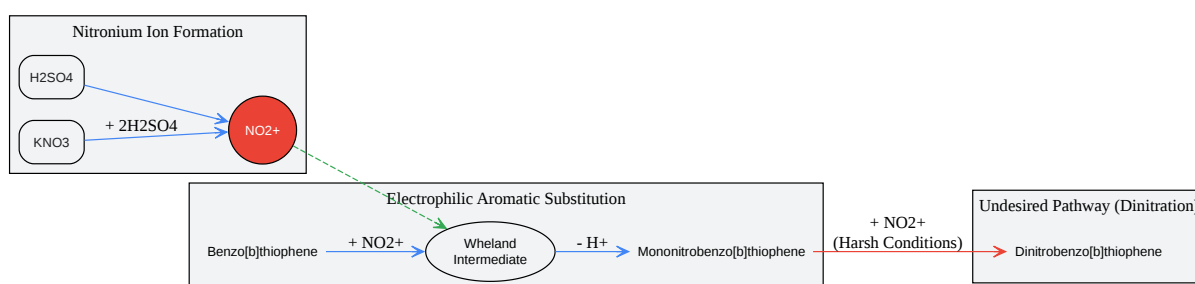 Nitronium Ion Formation
H2SO4
+ 2H2SO4
KNO3
NO2+
Electrophilic Aromatic Substitution
Benzo[b]thiophene
+ NO2+
Wheland
Intermediate
- H+
Mononitrobenzo[b]thiophene
+ NO2+
(Harsh Conditions)
Undesired Pathway (Dinitration)
Dinitrobenzo[b]thiophene